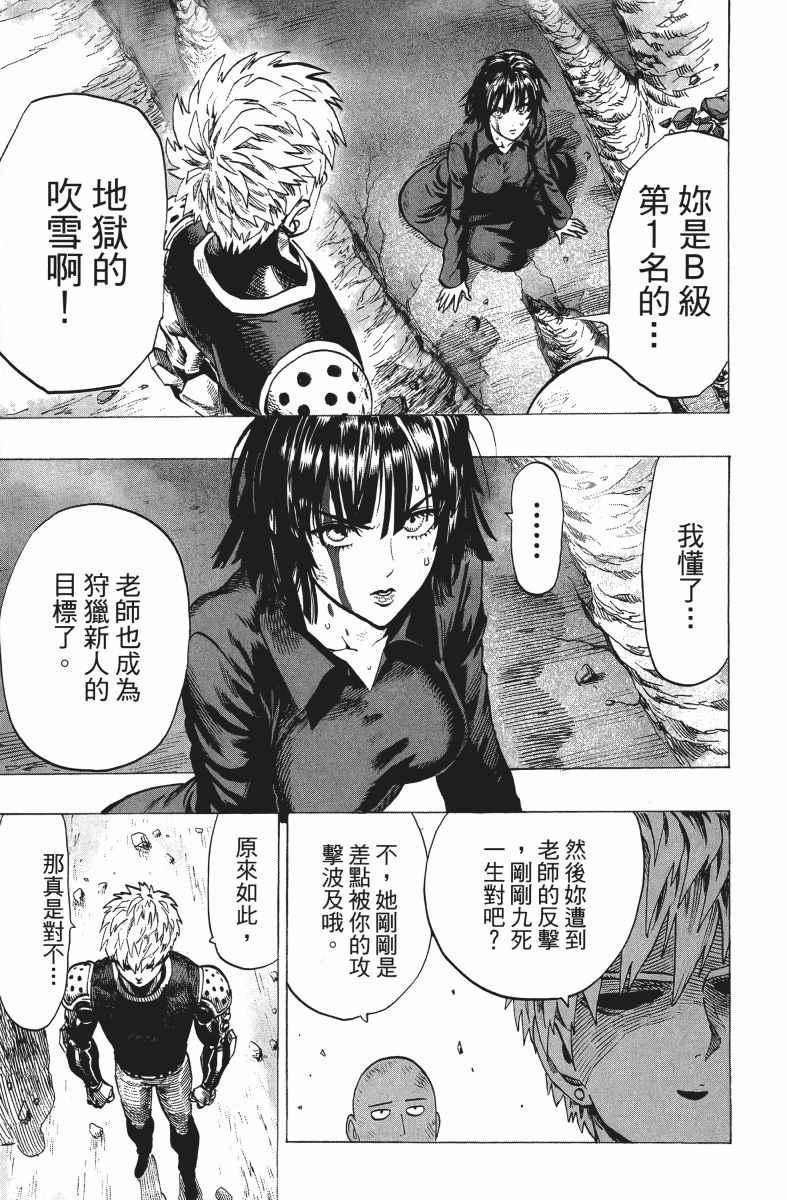 妳是B級
第1名的…
地獄的
吹雪啊！
我懂了…
……
老師也成為
狩獵新人的
目標了。
然後妳遭到
老師的反擊
，剛剛九死
一生對吧？
不，她剛剛是
差點被你的攻
擊波及哦。
原來如此，
那真是對不…